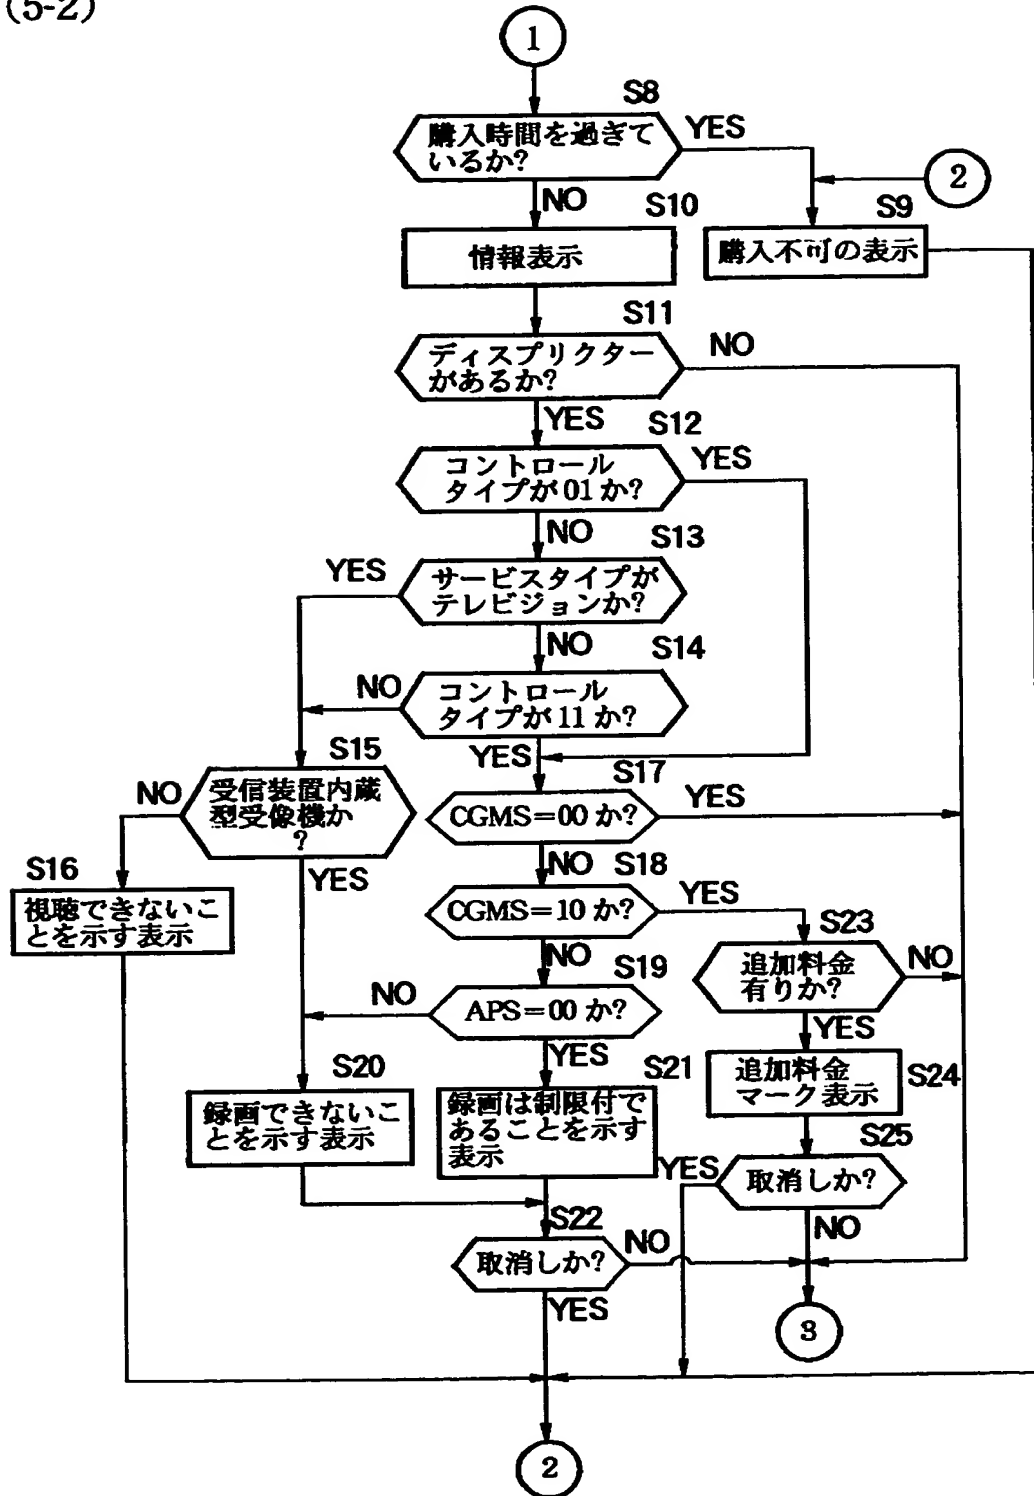 (5-2)
1
S8
購入時間を過ぎて
いるか?
YES
2
NO
S10
S9
情報表示
購入不可の表示
S11
ディスプリクター
があるか?
NO
YES
S12
コントロール
タイプが01か?
YES
NO
S13
YES
サービスタイプが
テレビジョンか?
NO
S14
NO
コントロール
タイプが11か?
YES
S15
S17
NO
受信装置内蔵
型受像機か
?
CGMS=00か?
YES
YES
NO
S18
S16
視聴できないこ
とを示す表示
CGMS=10か?
YES
S23
NO
S19
追加料金
有りか?
NO
NO
APS=00か?
YES
YES
S20
S21
追加料金
マーク表示
S24
録画できないこ
とを示す表示
録画は制限付で
あることを示す
表示
S25
YES
取消しか?
S22
NO
取消しか?
NO
YES
3
2